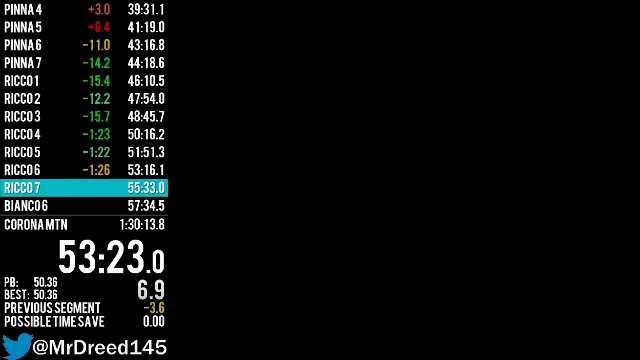 PINNA 4 +3.0 39:31.1
PINNA 5 +6.4 41:19.0
PINNA 6 -11.0 43:16.8
PINNA 7 -14.2 44:18.6
RICCO 1 -15.4 46:10.5
RICCO 2 -12.2 47:54.0
RICCO 3 -15.7 48:45.7
RICCO 4 -1:23 50:16.2
RICCO 5 -1:22 51:51.3
RICCO 6 -1:26 53:16.1
RICCO 7 55:33.0
BIANCO 6 57:34.5
CORONA MTN 1:30:13.8
53:23.0
PB: 50.36
BEST: 50.36 6.9
PREVIOUS SEGMENT -3.6
POSSIBLE TIME SAVE 0.00
@MrDreed145